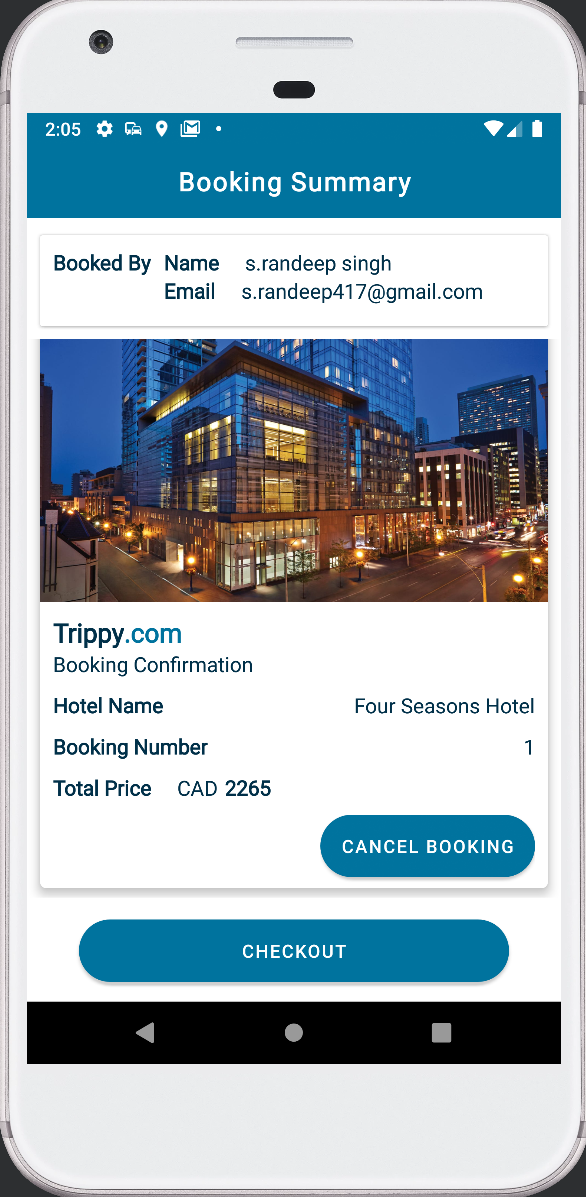 2:05
Booking Summary
Booked By Name s.randeep singh
Email s.randeep417@gmail.com
Trippy.com
Booking Confirmation
Hotel Name Four Seasons Hotel
Booking Number 1
Total Price CAD 2265
CANCEL BOOKING
CHECKOUT